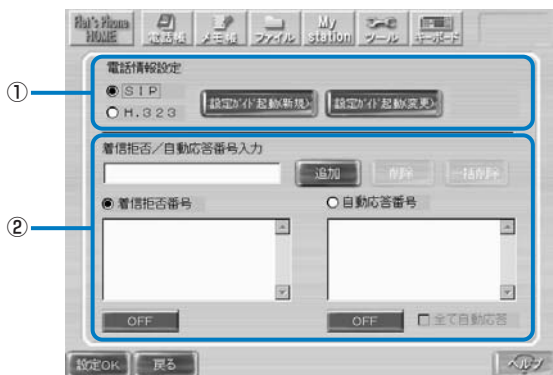 Flet's Phone HOME 電話帳 メモ帳 ファイル My station ツール キーボード
電話情報設定
①
SIP
設定ガイド起動(新規) 設定ガイド起動(変更)
H.323
着信拒否/自動応答番号入力
追加 削除 一括削除
②
着信拒否番号 自動応答番号
OFF OFF 全て自動応答
設定OK 戻る ヘルプ